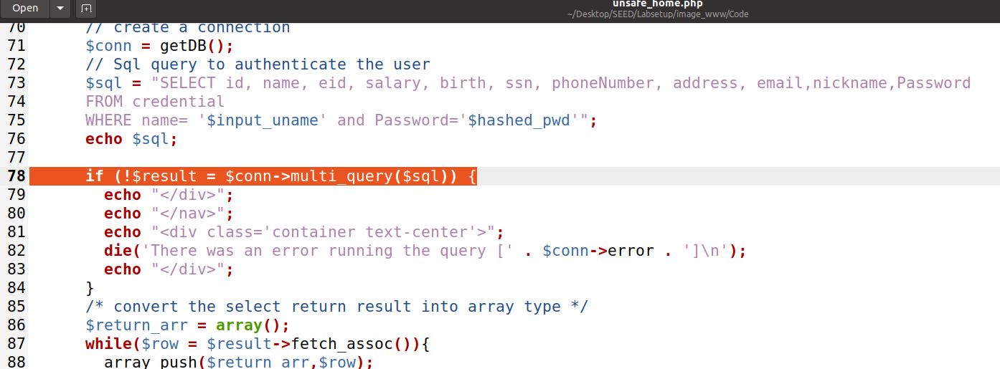 Open
unsafe_home.php
~/Desktop/SEED/Labsetup/image_www/Code
70 // create a connection
71 $conn = getDB();
72 // Sql query to authenticate the user
73 $sql = "SELECT id, name, eid, salary, birth, ssn, phoneNumber, address, email,nickname,Password
74 FROM credential
75 WHERE name= '$input_uname' and Password='$hashed_pwd'";
76 echo $sql;
77
78 if (!$result = $conn->multi_query($sql)) {
79 echo "</div>";
80 echo "</nav>";
81 echo "<div class='container text-center'>";
82 die('There was an error running the query [' . $conn->error . ']\n');
83 echo "</div>";
84 }
85 /* convert the select return result into array type */
86 $return_arr = array();
87 while($row = $result->fetch_assoc()){
88 array_push($return_arr,$row);